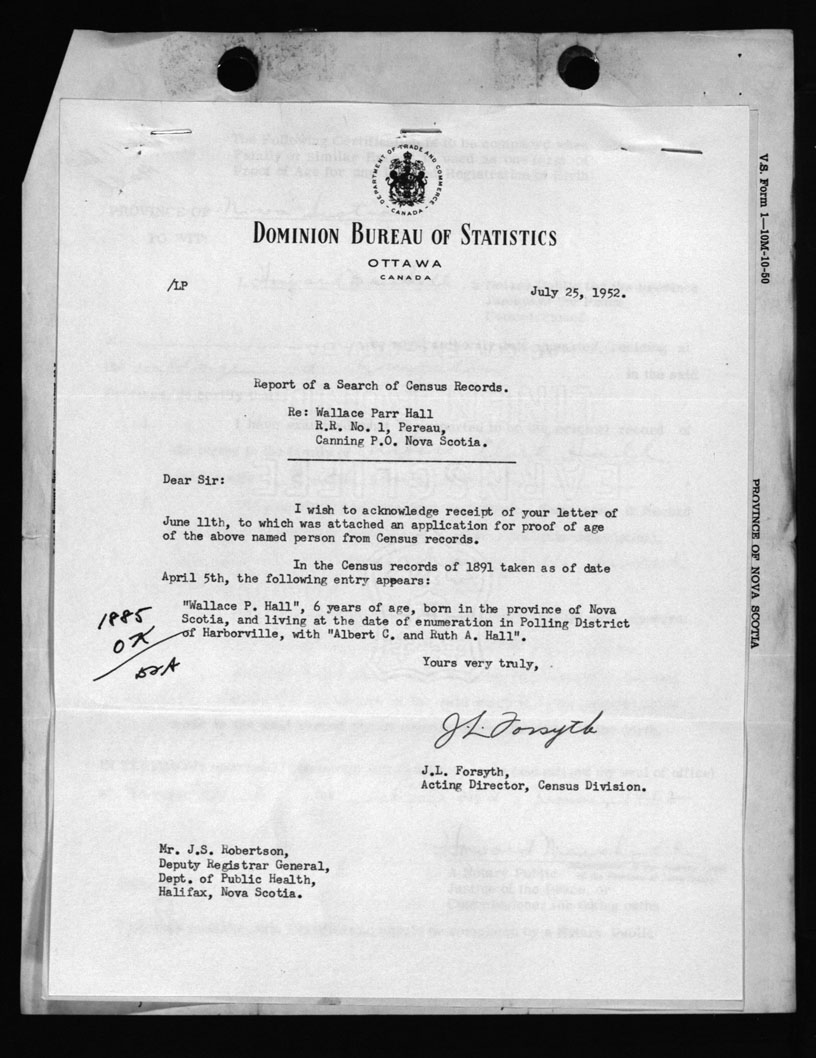 DEPARTMENT OF TRADE AND COMMERCE
CANADA
DOMINION BUREAU OF STATISTICS
OTTAWA
CANADA
/LP
July 25, 1952.
Report of a Search of Census Records.
Re: Wallace Parr Hall
R.R. No. 1, Pereau,
Canning P.O. Nova Scotia.
Dear Sir:
I wish to acknowledge receipt of your letter of
June 11th, to which was attached an application for proof of age
of the above named person from Census records.
In the Census records of 1891 taken as of date
April 5th, the following entry appears:
"Wallace P. Hall", 6 years of age, born in the province of Nova
Scotia, and living at the date of enumeration in Polling District
of Harborville, with "Albert C. and Ruth A. Hall".
1885
OK
Yours very truly,
J.L. Forsyth
J.L. Forsyth,
Acting Director, Census Division.
Mr. J.S. Robertson,
Deputy Registrar General,
Dept. of Public Health,
Halifax, Nova Scotia.
V.S. Form 1—10M-10-50
PROVINCE OF NOVA SCOTIA